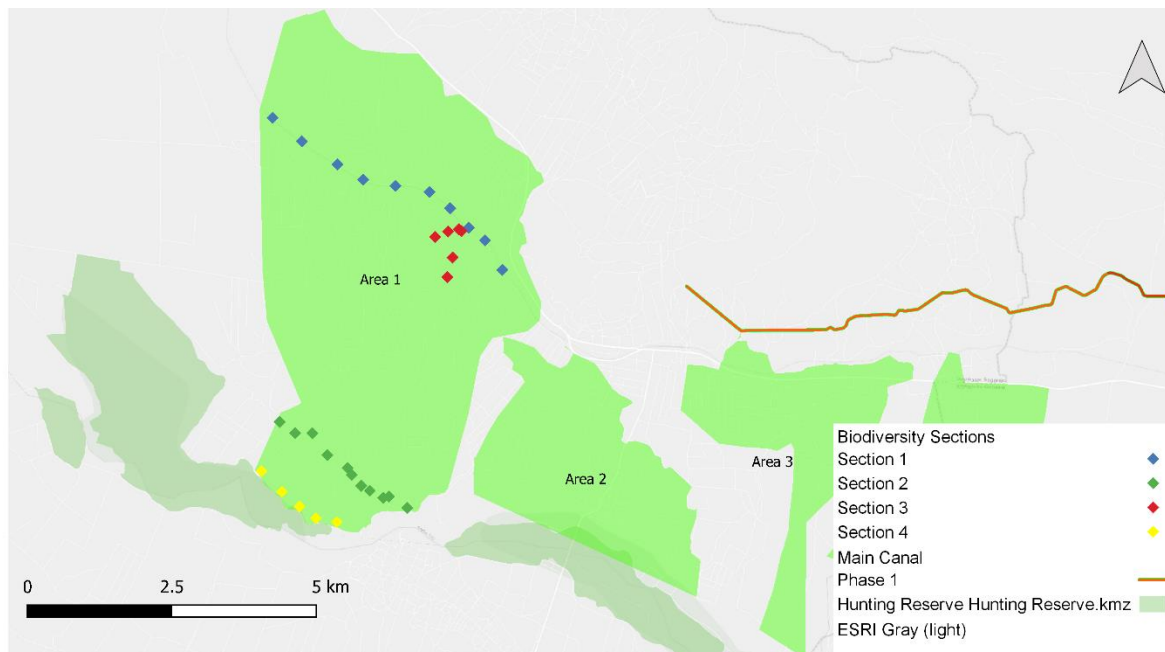 Area 1
Area 2
Area 3
0 2.5 5 km
Biodiversity Sections
Section 1
Section 2
Section 3
Section 4
Main Canal
Phase 1
Hunting Reserve Hunting Reserve.kmz
ESRI Gray (light)